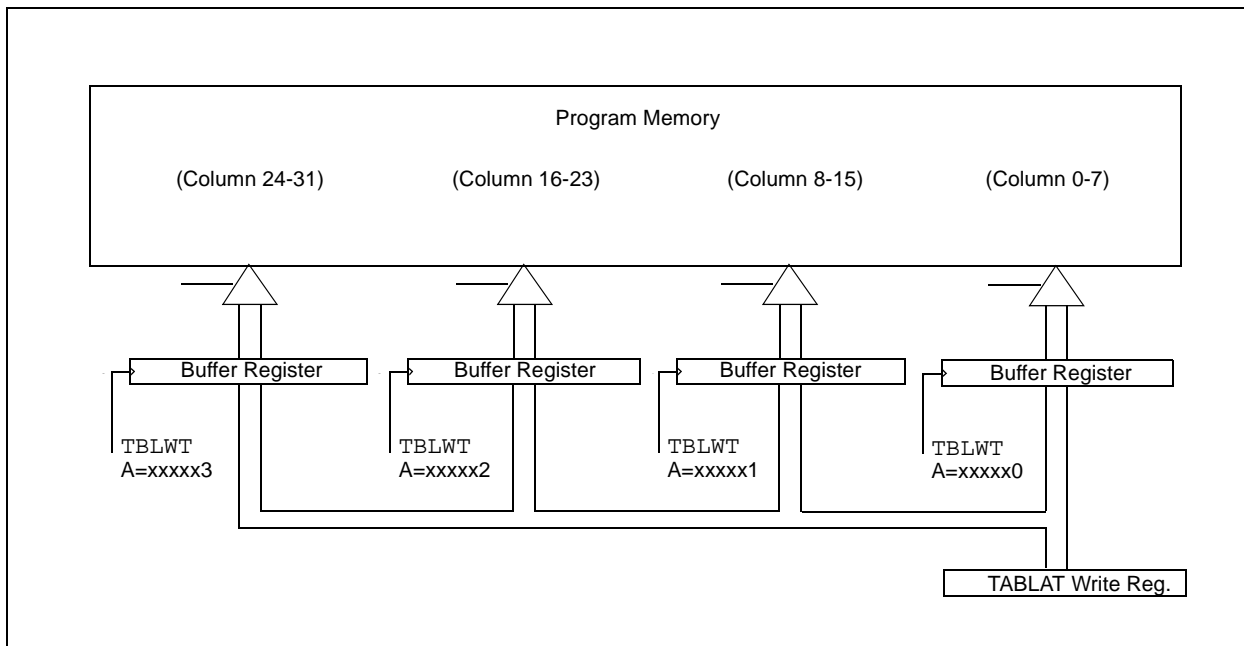 Program Memory
(Column 24-31) (Column 16-23) (Column 8-15) (Column 0-7)
Buffer Register Buffer Register Buffer Register Buffer Register
TBLWT TBLWT TBLWT TBLWT
A=xxxxx3 A=xxxxx2 A=xxxxx1 A=xxxxx0
TABLAT Write Reg.